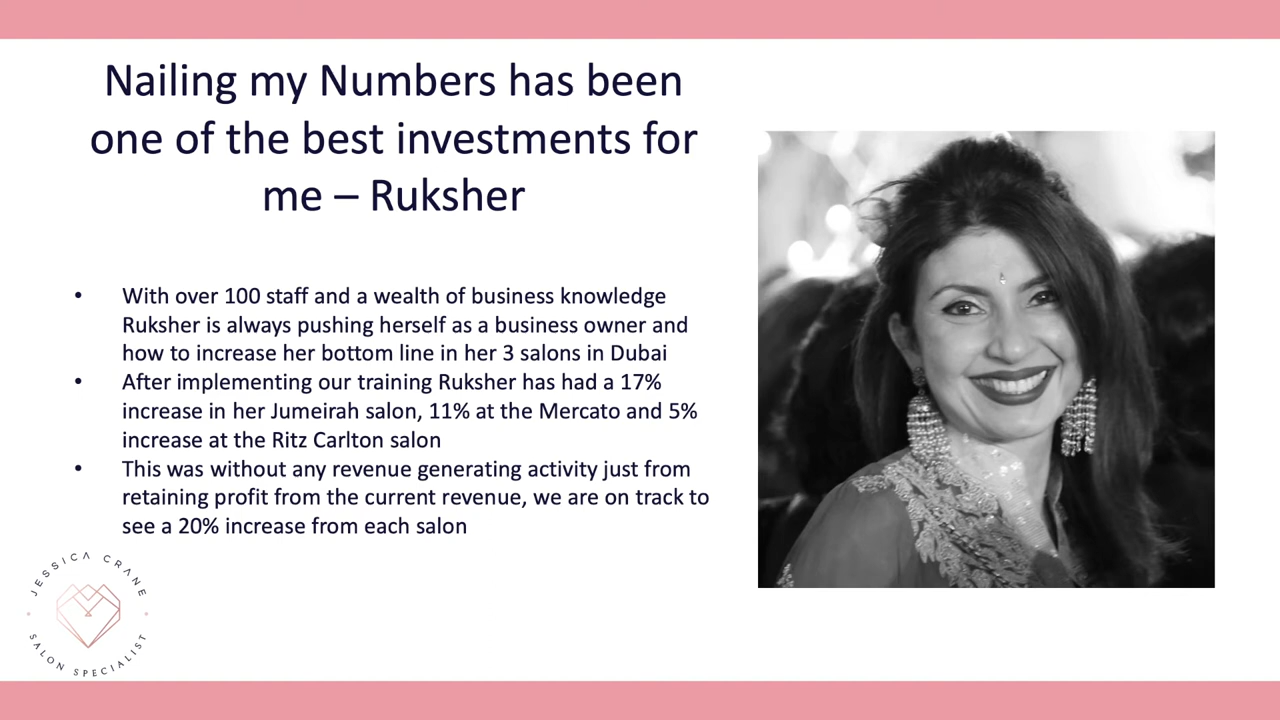 Nailing my Numbers has been
one of the best investments for
me – Ruksher
• With over 100 staff and a wealth of business knowledge
Ruksher is always pushing herself as a business owner and
how to increase her bottom line in her 3 salons in Dubai
• After implementing our training Ruksher has had a 17%
increase in her Jumeirah salon, 11% at the Mercato and 5%
increase at the Ritz Carlton salon
• This was without any revenue generating activity just from
retaining profit from the current revenue, we are on track to
see a 20% increase from each salon
JESSICA CRANE
SALON SPECIALIST